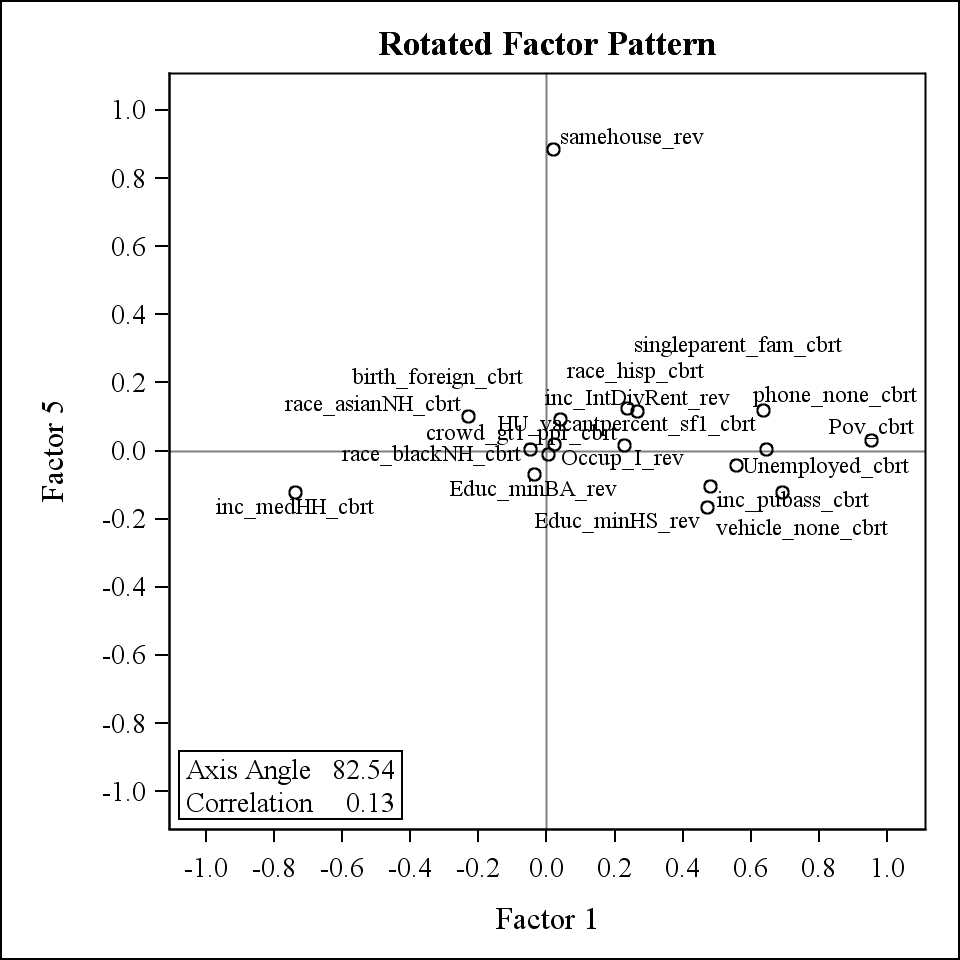 Rotated Factor Pattern
samehouse_rev
singleparent_fam_cbrt
race_hisp_cbrt
birth_foreign_cbrt
phone_none_cbrt
inc_IntDivRent_rev
race_asianNH_cbrt
HU_vacantpercent_sf1_cbrt
Pov_cbrt
crowd_gt1_ppr_cbrt
race_blackNH_cbrt
Occup_I_rev
Unemployed_cbrt
Educ_minBA_rev
inc_pubass_cbrt
inc_medHH_cbrt
Educ_minHS_rev
vehicle_none_cbrt
1.0
0.8
0.6
0.4
0.2
0.0
-0.2
-0.4
-0.6
-0.8
-1.0
Factor 5
Axis Angle 82.54
Correlation 0.13
-1.0 -0.8 -0.6 -0.4 -0.2 0.0 0.2 0.4 0.6 0.8 1.0
Factor 1